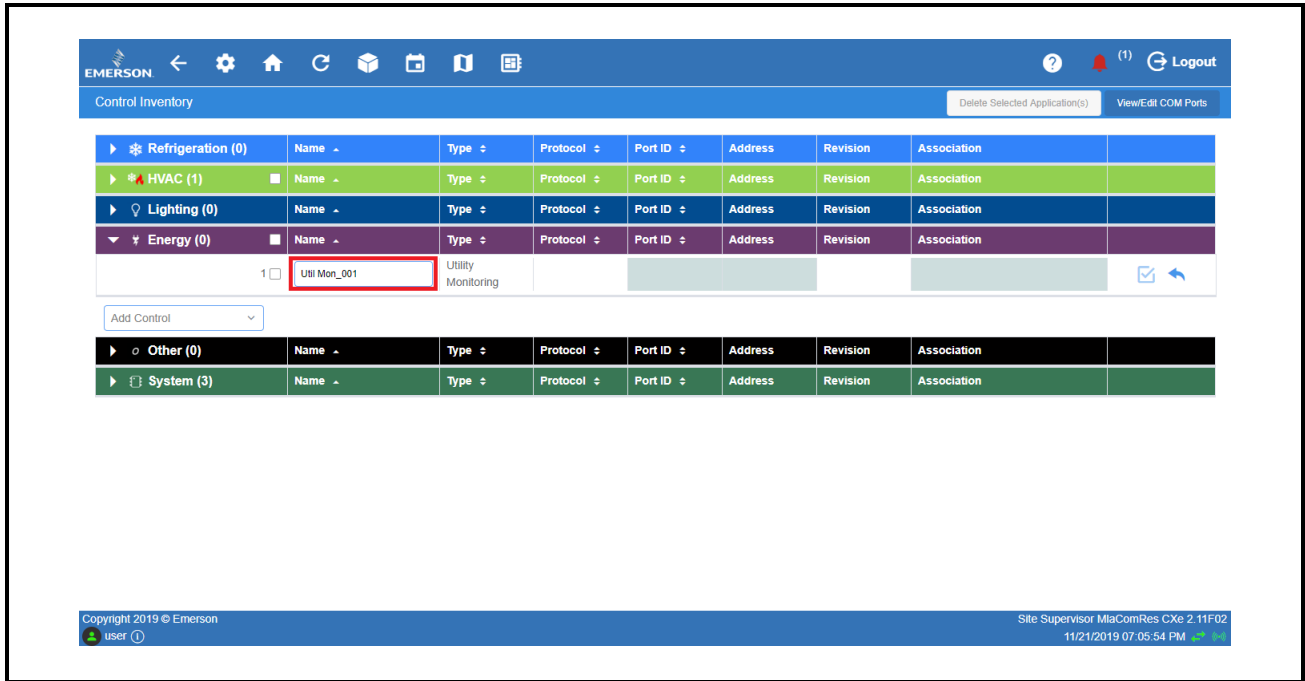 EMERSON. (1) Logout
Control Inventory Delete Selected Application(s) View/Edit COM Ports
Refrigeration (0) Name Type Protocol Port ID Address Revision Association
HVAC (1) Name Type Protocol Port ID Address Revision Association
Lighting (0) Name Type Protocol Port ID Address Revision Association
Energy (0) Name Type Protocol Port ID Address Revision Association
1 Util Mon_001 Utility
Monitoring
Add Control
Other (0) Name Type Protocol Port ID Address Revision Association
System (3) Name Type Protocol Port ID Address Revision Association
Copyright 2019 © Emerson Site Supervisor MlaComRes CXe 2.11F02
user 11/21/2019 07:05:54 PM